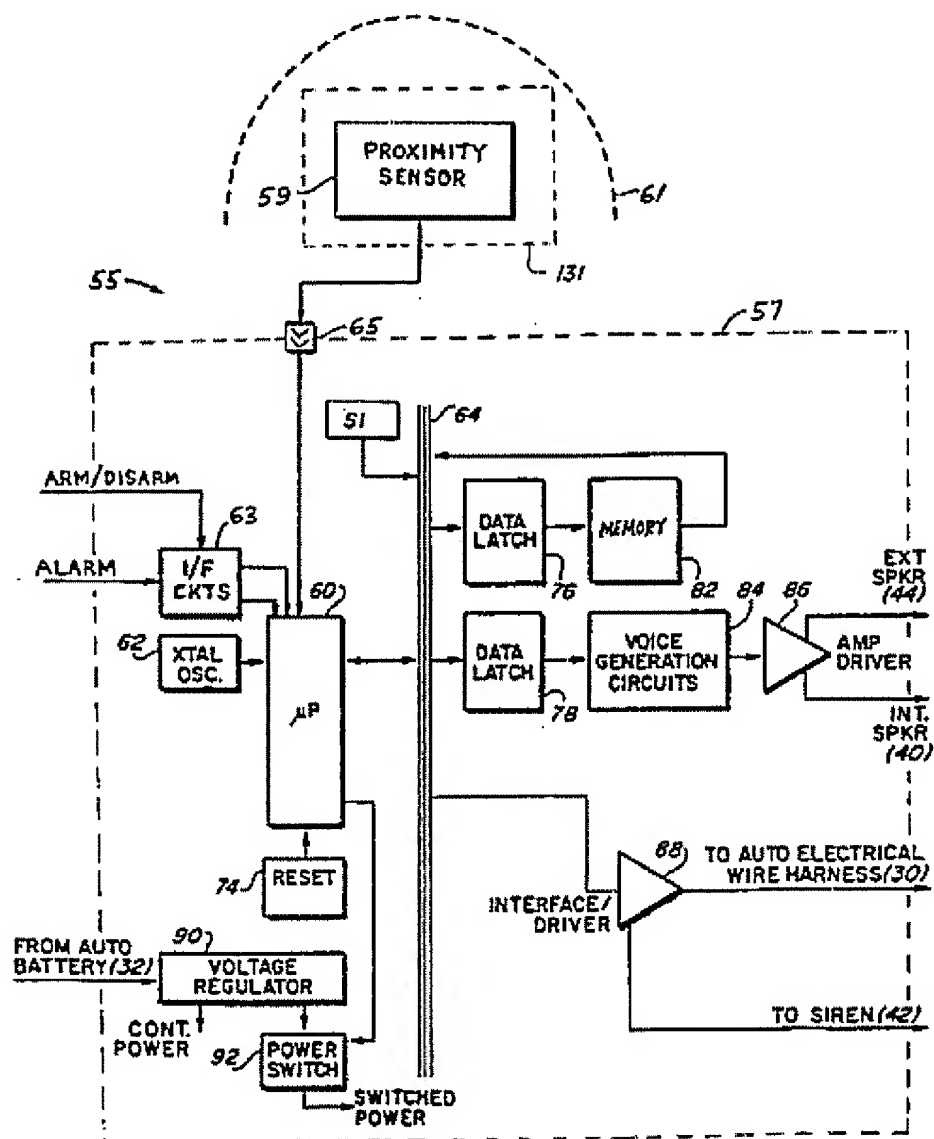 PROXIMITY
SENSOR
59
61
131
55
65
57
51
64
ARM/DISARM
63
ALARM
I/F
CKTS
60
DATA
LATCH
76
MEMORY
82
84
86
EXT
SPKR
(44)
62
XTAL
OSC.
μP
DATA
LATCH
78
VOICE
GENERATION
CIRCUITS
AMP
DRIVER
INT.
SPKR
(40)
74
RESET
88
INTERFACE/
DRIVER
TO AUTO ELECTRICAL
WIRE HARNESS(30)
FROM AUTO
BATTERY(32)
90
VOLTAGE
REGULATOR
CONT.
POWER
92
POWER
SWITCH
SWITCHED
POWER
TO SIREN(42)